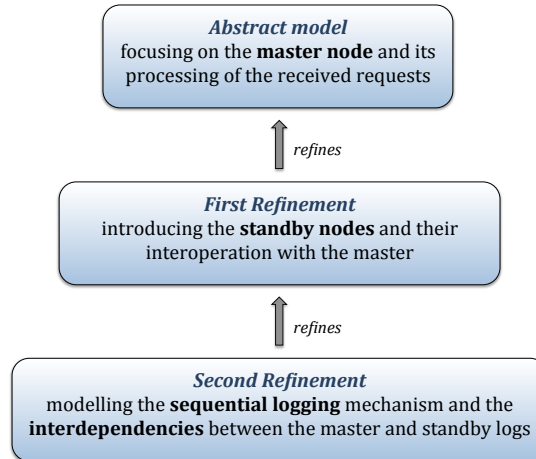 Abstract model
focusing on the master node and its
processing of the received requests
refines
First Refinement
introducing the standby nodes and their
interoperation with the master
refines
Second Refinement
modelling the sequential logging mechanism and the
interdependencies between the master and standby logs